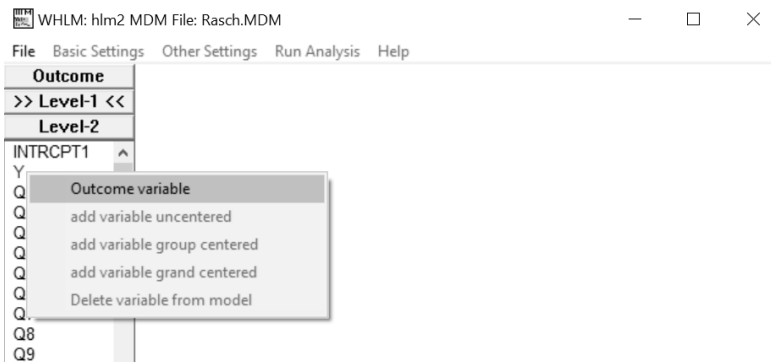 WHLM: hlm2 MDM File: Rasch.MDM
File Basic Settings Other Settings Run Analysis Help
Outcome
>> Level-1 <<
Level-2
INTRCPT1
Y
Q
Outcome variable
Q
add variable uncentered
Q
add variable group centered
Q
add variable grand centered
Q
Delete variable from model
Q
Q8
Q9